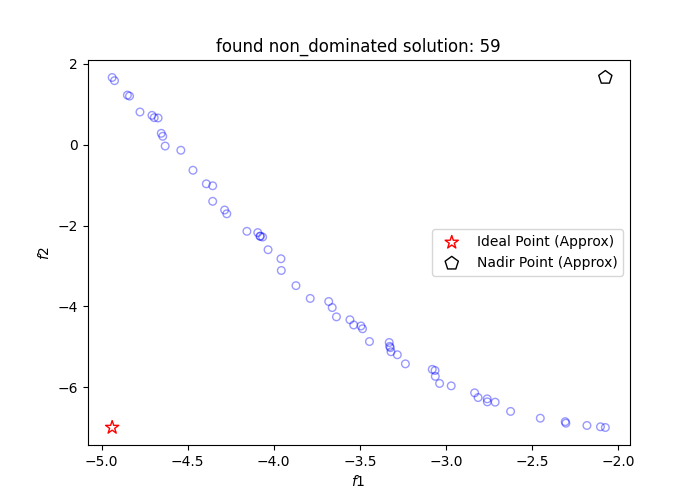 found non_dominated solution: 59
2
0
−2
−4
−6
f2
Ideal Point (Approx)
Nadir Point (Approx)
−5.0 −4.5 −4.0 −3.5 −3.0 −2.5 −2.0
f1